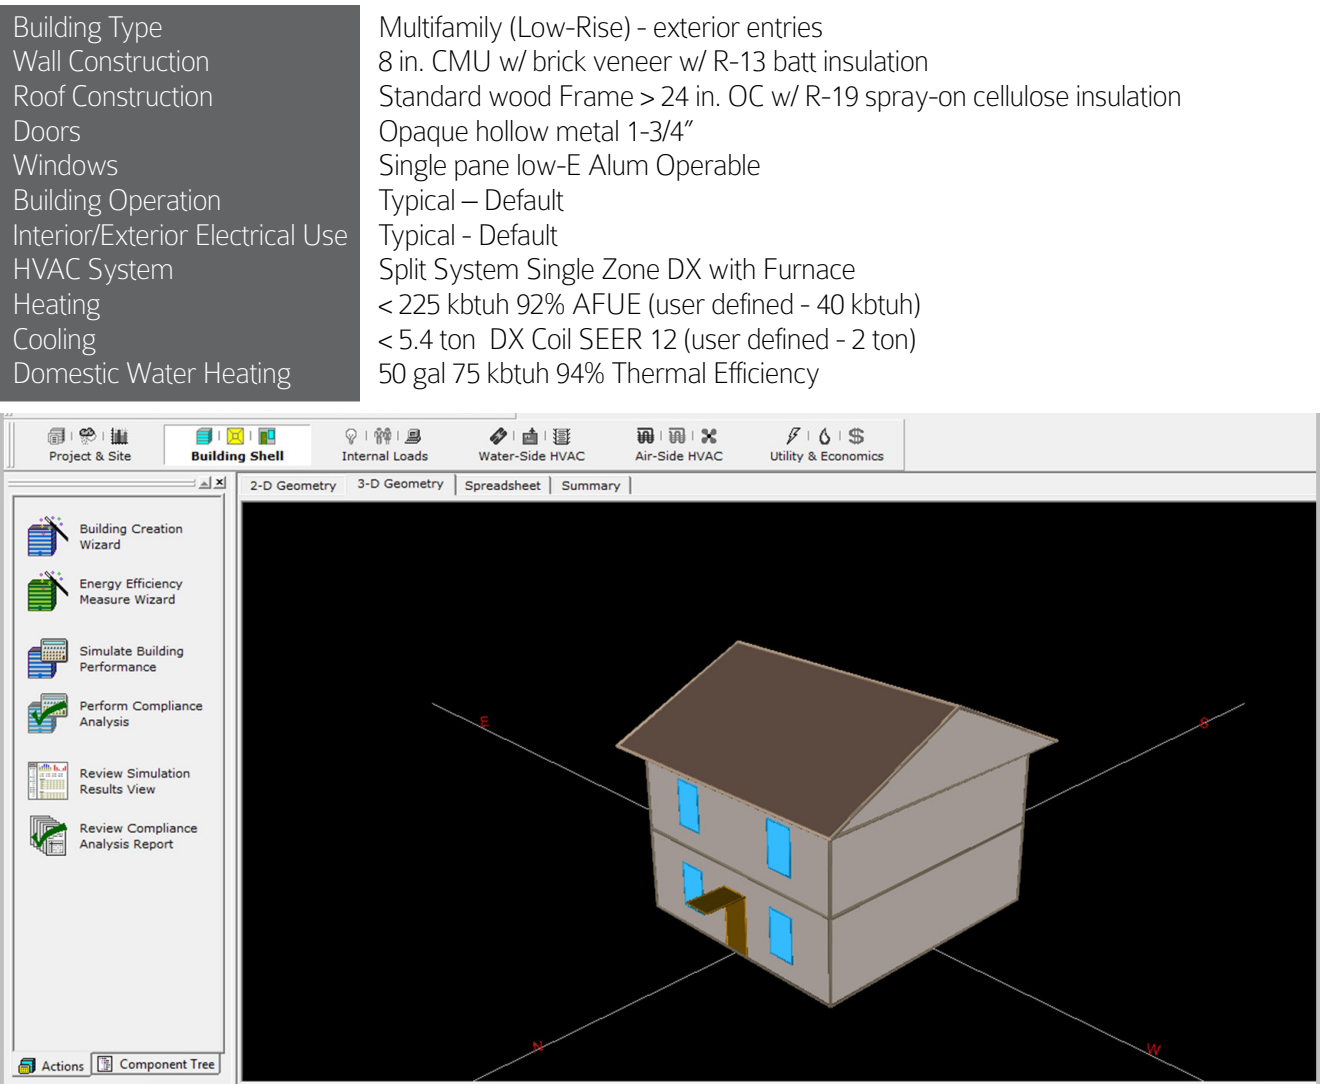 Building Type Multifamily (Low-Rise) - exterior entries
Wall Construction 8 in. CMU w/ brick veneer w/ R-13 batt insulation
Roof Construction Standard wood Frame > 24 in. OC w/ R-19 spray-on cellulose insulation
Doors Opaque hollow metal 1-3/4”
Windows Single pane low-E Alum Operable
Building Operation Typical – Default
Interior/Exterior Electrical Use Typical - Default
HVAC System Split System Single Zone DX with Furnace
Heating < 225 kbtuh 92% AFUE (user defined - 40 kbtuh)
Cooling < 5.4 ton DX Coil SEER 12 (user defined - 2 ton)
Domestic Water Heating 50 gal 75 kbtuh 94% Thermal Efficiency
Project & Site Building Shell Internal Loads Water-Side HVAC Air-Side HVAC Utility & Economics
2-D Geometry 3-D Geometry Spreadsheet Summary
Building Creation
Wizard
Energy Efficiency
Measure Wizard
Simulate Building
Performance
Perform Compliance
Analysis
Review Simulation
Results View
Review Compliance
Analysis Report
E
S
N
W
Actions Component Tree